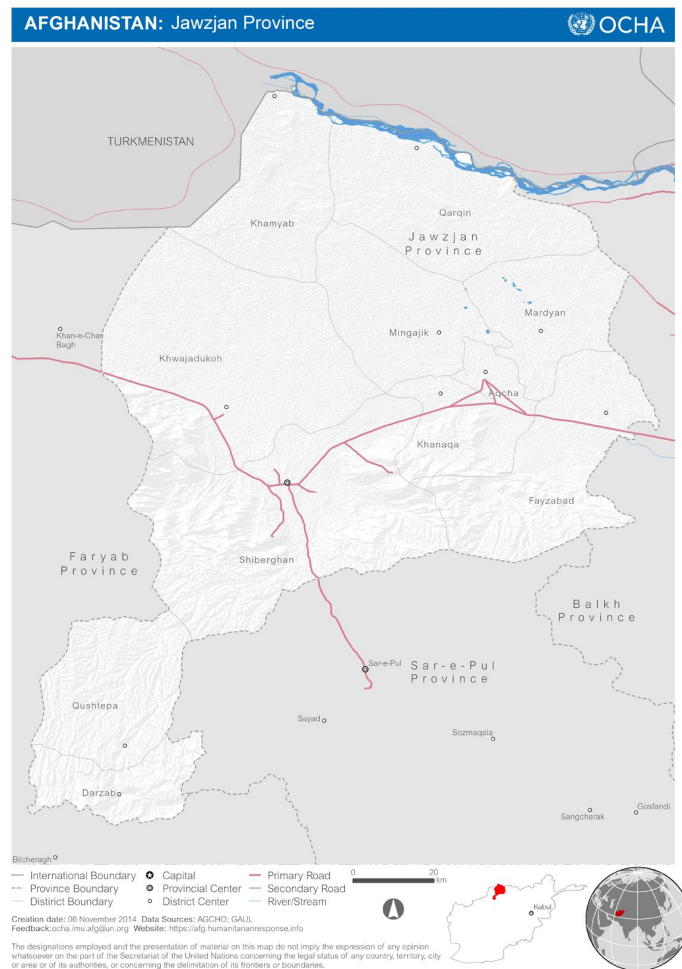 AFGHANISTAN: Jawzjan Province
OCHA
TURKMENISTAN
Qarqin
Khamyab
Jawzjan
Province
Mardyan
Khan-e-Char
Bagh
Mingajik
Khwajadukoh
Aqcha
Khanaqa
Fayzabad
Faryab
Province
Shiberghan
Balkh
Province
Sar-e-Pul
Sar-e-Pul
Province
Qushtepa
Sayad
Sozmaqala
Darzab
Sangcharak
Gosfandi
Bilcheragh
International Boundary
Province Boundary
District Boundary
Capital
Provincial Center
District Center
Primary Road
Secondary Road
River/Stream
0 20
km
Kabul
Creation date: 06 November 2014 Data Sources: AGCHO; GAUL
Feedback:ocha.imu.afg@un.org Website: https://afg.humanitarianresponse.info
The designations employed and the presentation of material on this map do not imply the expression of any opinion
whatsoever on the part of the Secretariat of the United Nations concerning the legal status of any country, territory, city
or area or of its authorities, or concerning the delimitation of its frontiers or boundaries.